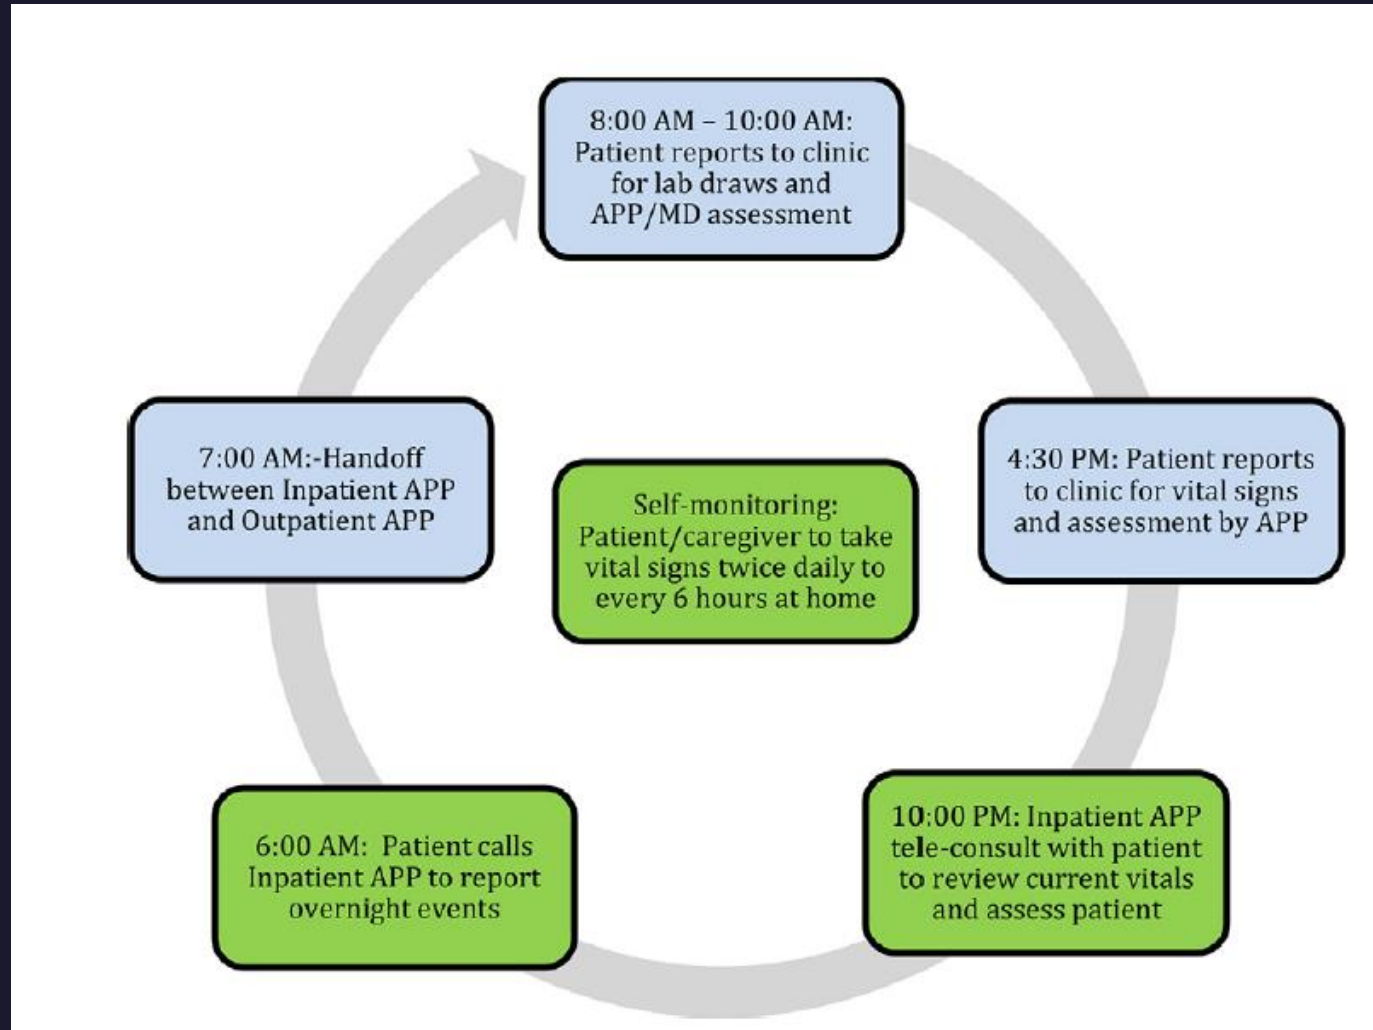 8:00 AM – 10:00 AM:
Patient reports to clinic
for lab draws and
APP/MD assessment
4:30 PM: Patient reports
to clinic for vital signs
and assessment by APP
10:00 PM: Inpatient APP
tele-consult with patient
to review current vitals
and assess patient
6:00 AM:  Patient calls
Inpatient APP to report
overnight events
7:00 AM:-Handoff
between Inpatient APP
and Outpatient APP
Self-monitoring:
Patient/caregiver to take
vital signs twice daily to
every 6 hours at home